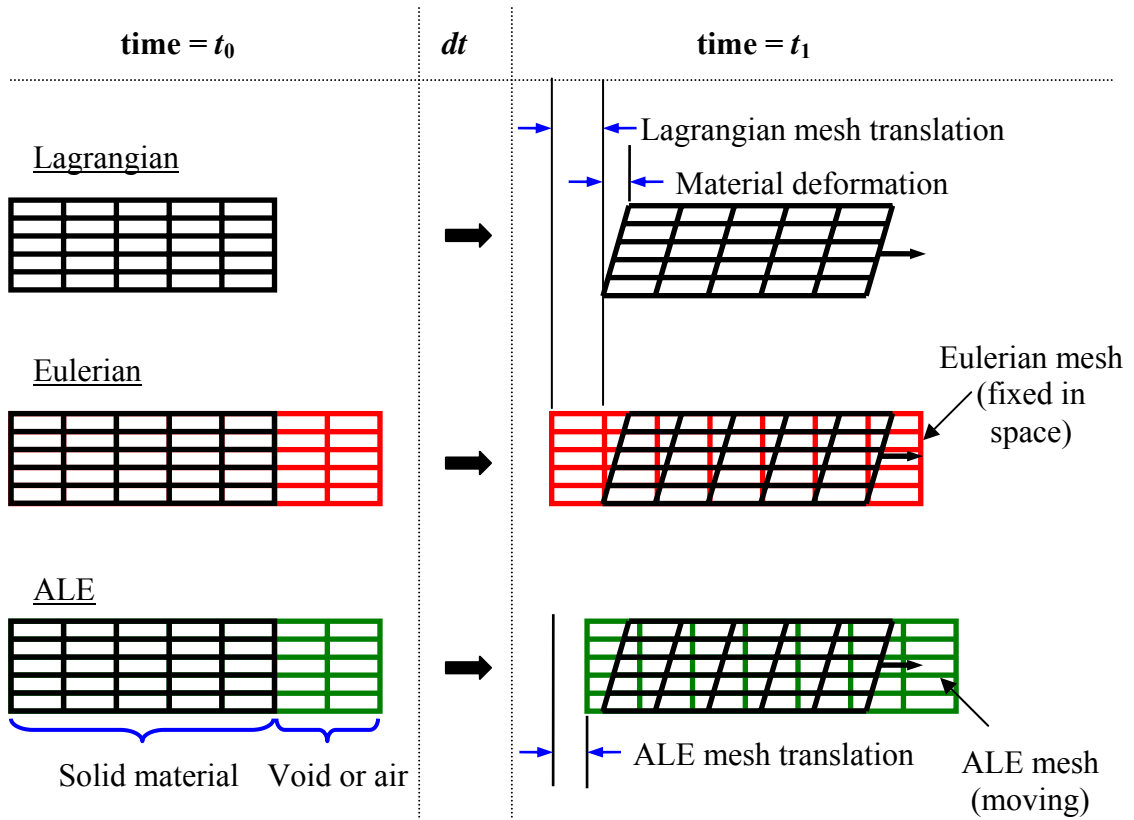 time = t₀
dt
time = t₁
Lagrangian mesh translation
Lagrangian
Material deformation
Eulerian
Eulerian mesh
(fixed in
space)
ALE
ALE mesh translation
Solid material
Void or air
ALE mesh
(moving)